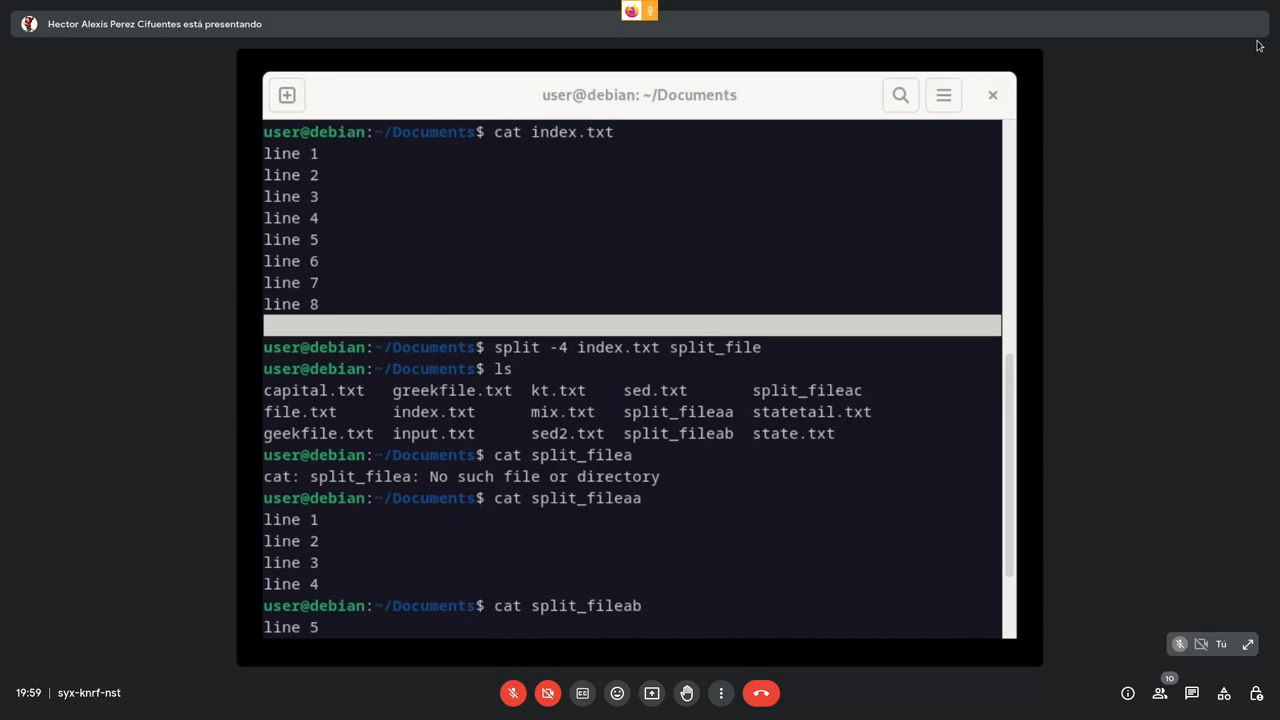 Hector Alexis Perez Cifuentes está presentando
user@debian: ~/Documents
user@debian:~/Documents$ cat index.txt
line 1
line 2
line 3
line 4
line 5
line 6
line 7
line 8
user@debian:~/Documents$ split -4 index.txt split_file
user@debian:~/Documents$ ls
capital.txt greekfile.txt kt.txt sed.txt split_fileac
file.txt index.txt mix.txt split_fileaa statetail.txt
geekfile.txt input.txt sed2.txt split_fileab state.txt
user@debian:~/Documents$ cat split_filea
cat: split_filea: No such file or directory
user@debian:~/Documents$ cat split_fileaa
line 1
line 2
line 3
line 4
user@debian:~/Documents$ cat split_fileab
line 5
Tú
19:59 | syx-knrf-nst
10